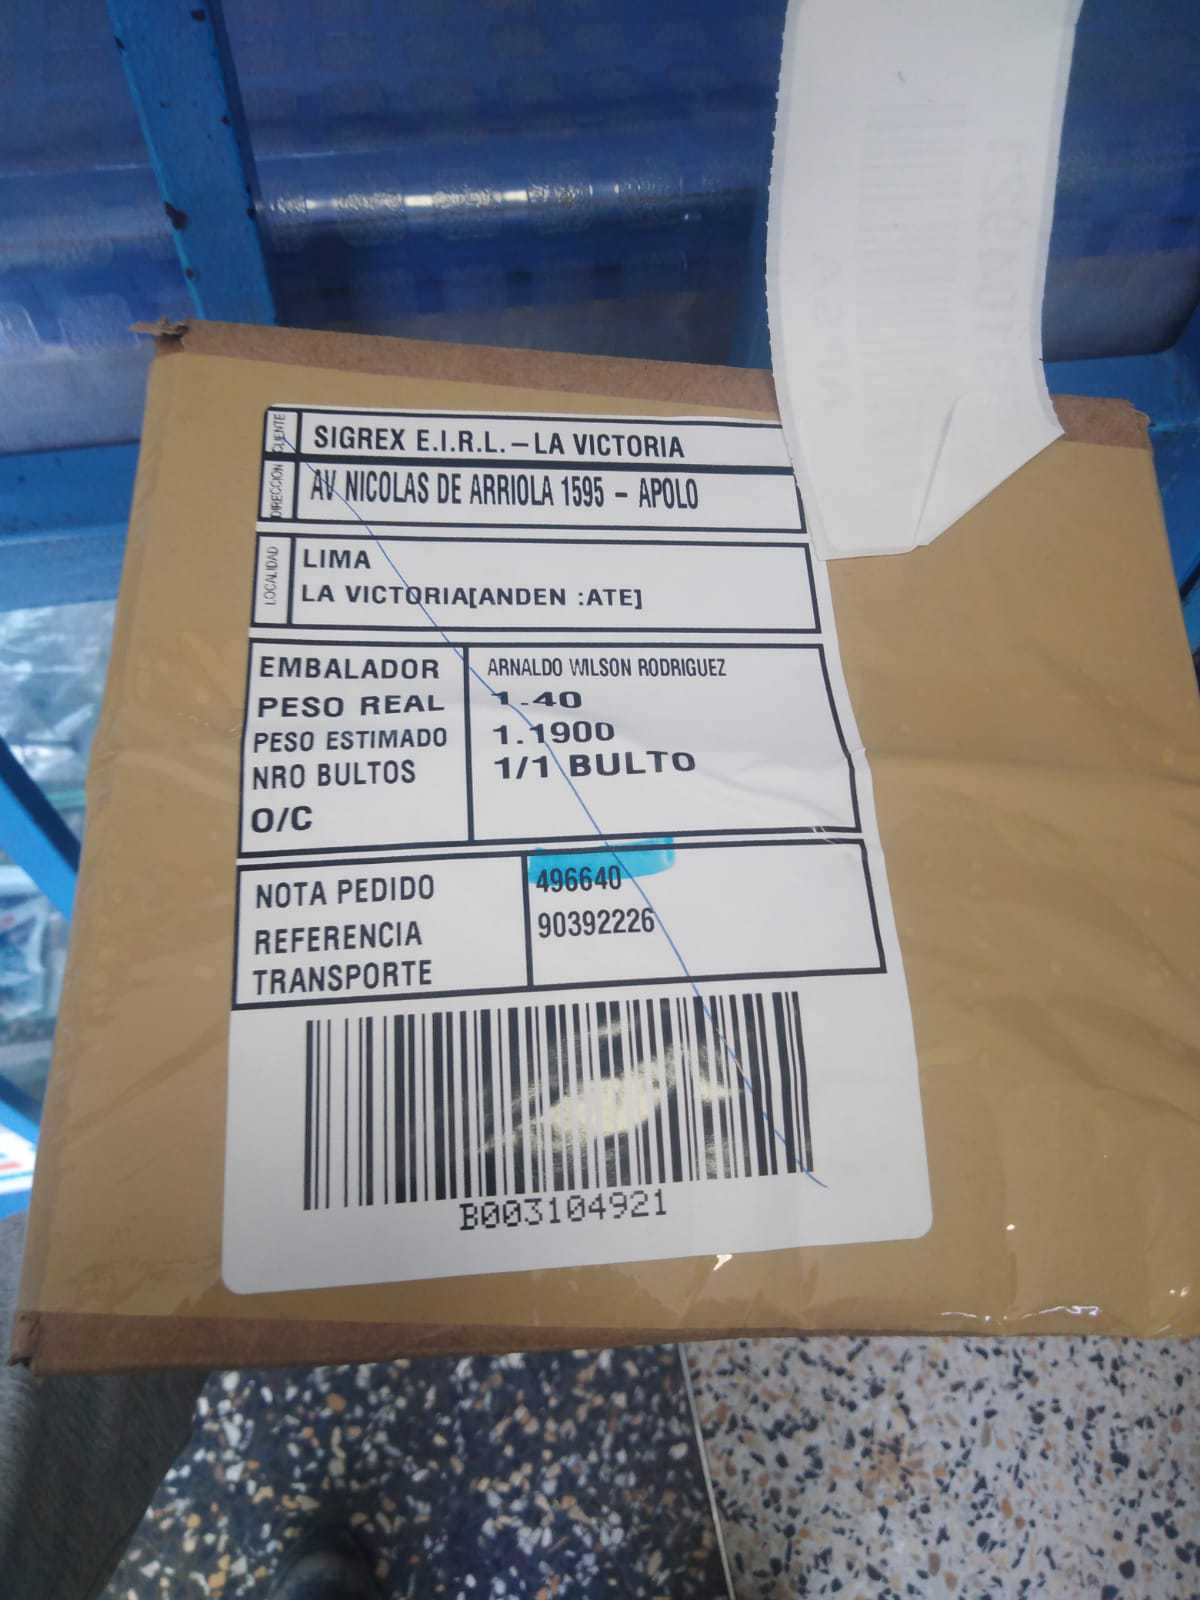 CLIENTE SIGREX E.I.R.L. – LA VICTORIA
DIRECCIÓN AV NICOLAS DE ARRIOLA 1595 – APOLO
LOCALIDAD LIMA
LA VICTORIA[ANDEN :ATE]
EMBALADOR ARNALDO WILSON RODRIGUEZ
PESO REAL 1.40
PESO ESTIMADO 1.1900
NRO BULTOS 1/1 BULTO
O/C
NOTA PEDIDO 496640
REFERENCIA 90392226
TRANSPORTE
B003104921